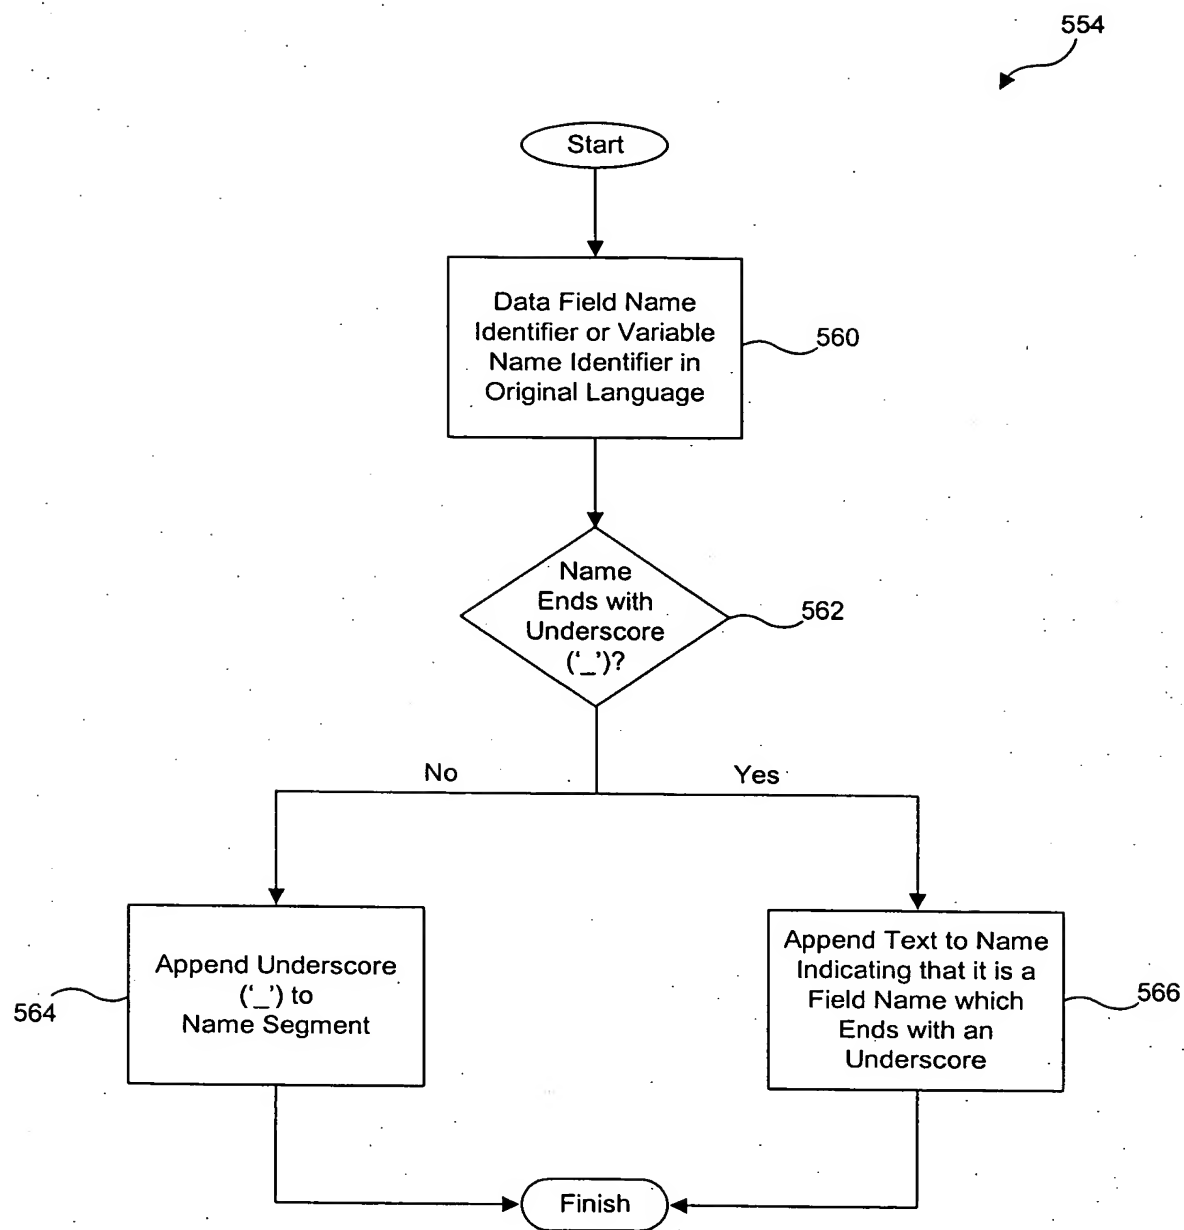 554
Start
Data Field Name
Identifier or Variable
Name Identifier in
Original Language
560
Name
Ends with
Underscore
('_')?
562
No
Yes
Append Underscore
('_') to
Name Segment
564
Append Text to Name
Indicating that it is a
Field Name which
Ends with an
Underscore
566
Finish